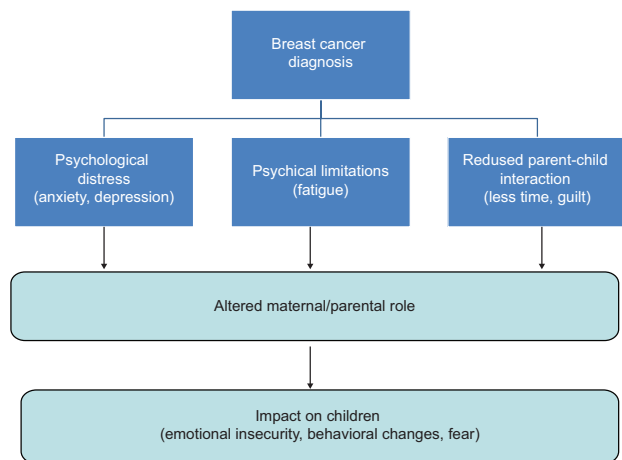 Breast cancer
diagnosis
Psychological
distress
(anxiety, depression)
Psychical limitations
(fatigue)
Redused parent-child
interaction
(less time, guilt)
Altered maternal/parental role
Impact on children
(emotional insecurity, behavioral changes, fear)